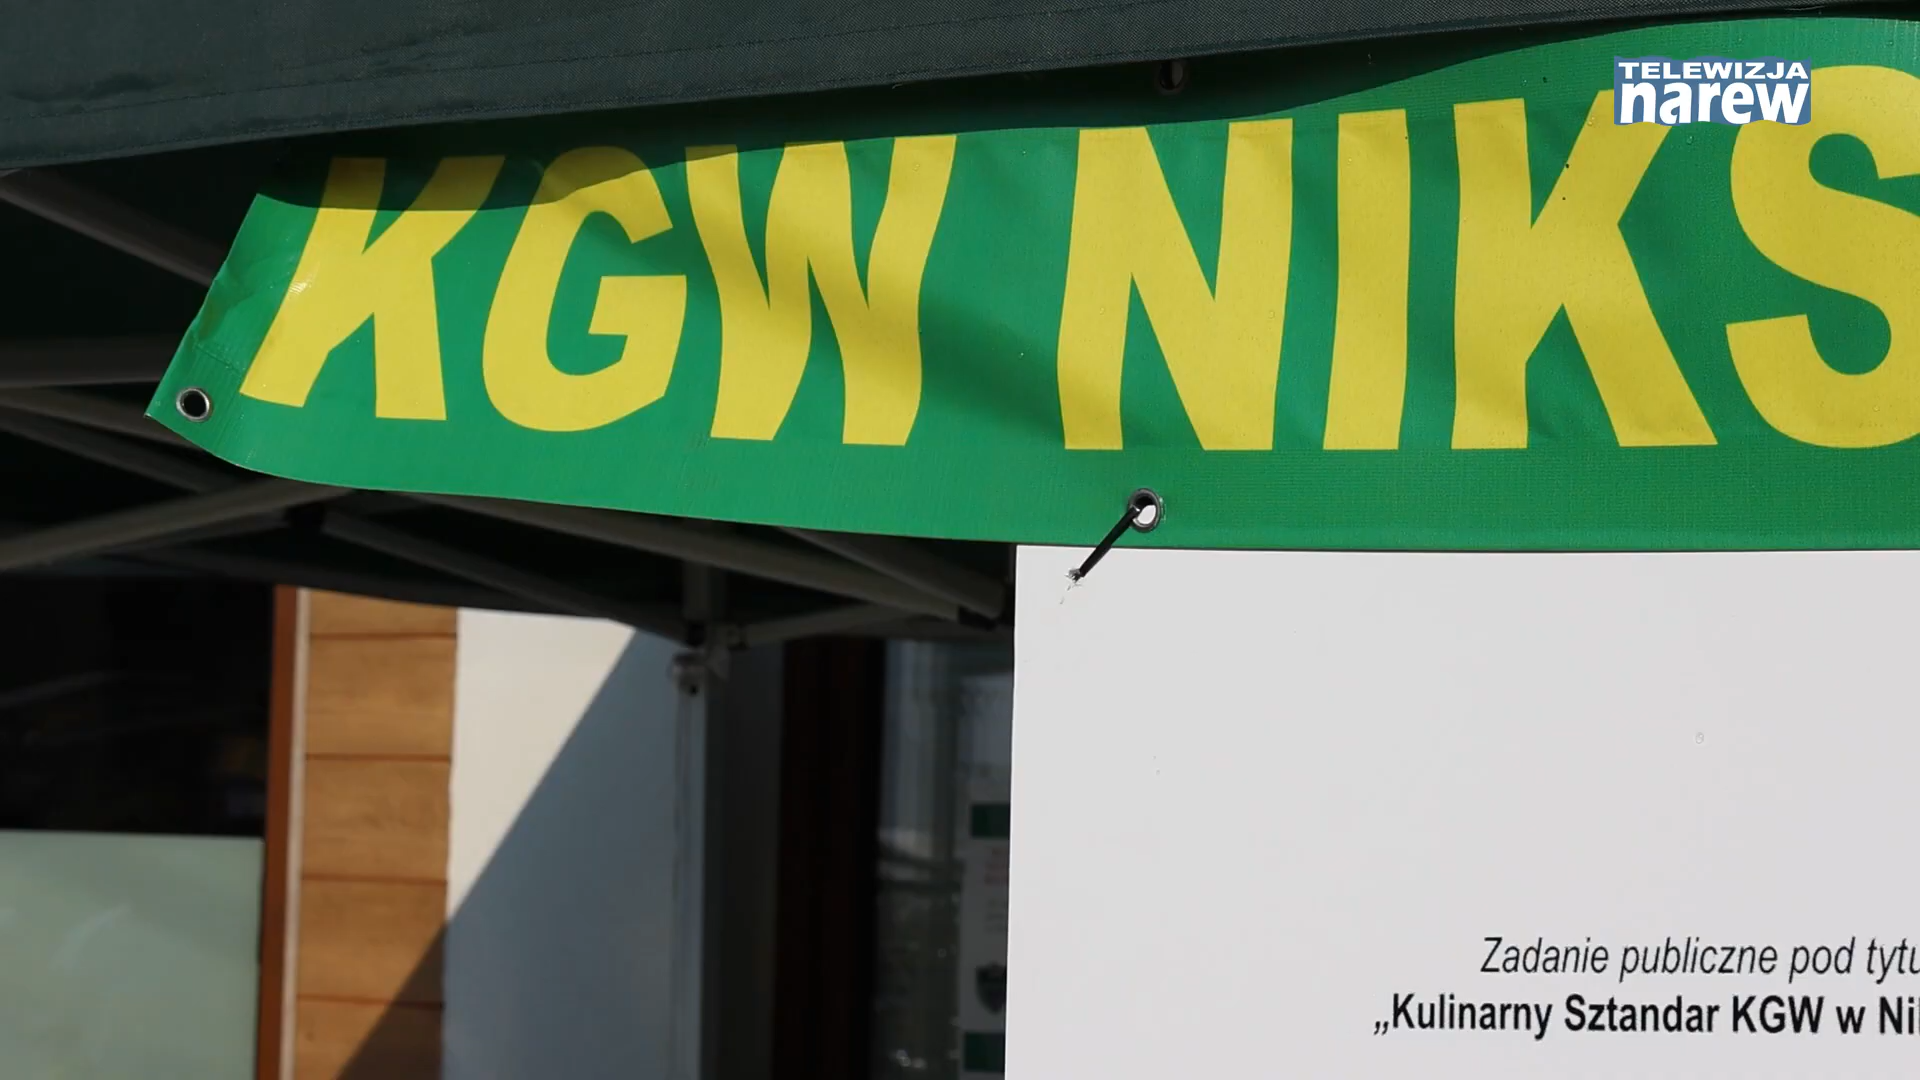 TELEWIZJA
narew
KGW NIKS
Zadanie publiczne pod tytu
„Kulinarny Sztandar KGW w Ni